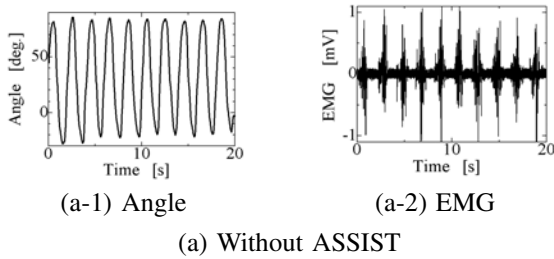 50
0
Angle [deg.]
0 10 20
Time [s]
(a-1) Angle
1
0
-1
EMG [mV]
0 10 20
Time [s]
(a-2) EMG
(a) Without ASSIST